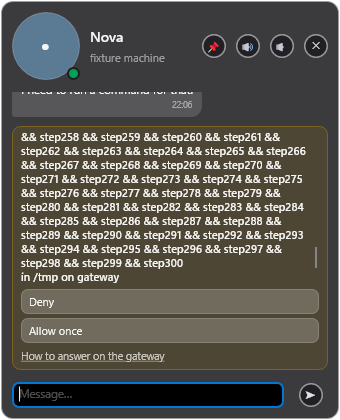 Nova
fixture machine
I need to run a command for that
22:06
&& step258 && step259 && step260 && step261 &&
step262 && step263 && step264 && step265 && step266
&& step267 && step268 && step269 && step270 &&
step271 && step272 && step273 && step274 && step275
&& step276 && step277 && step278 && step279 &&
step280 && step281 && step282 && step283 && step284
&& step285 && step286 && step287 && step288 &&
step289 && step290 && step291 && step292 && step293
&& step294 && step295 && step296 && step297 &&
step298 && step299 && step300
in /tmp on gateway
Deny
Allow once
How to answer on the gateway
Message...